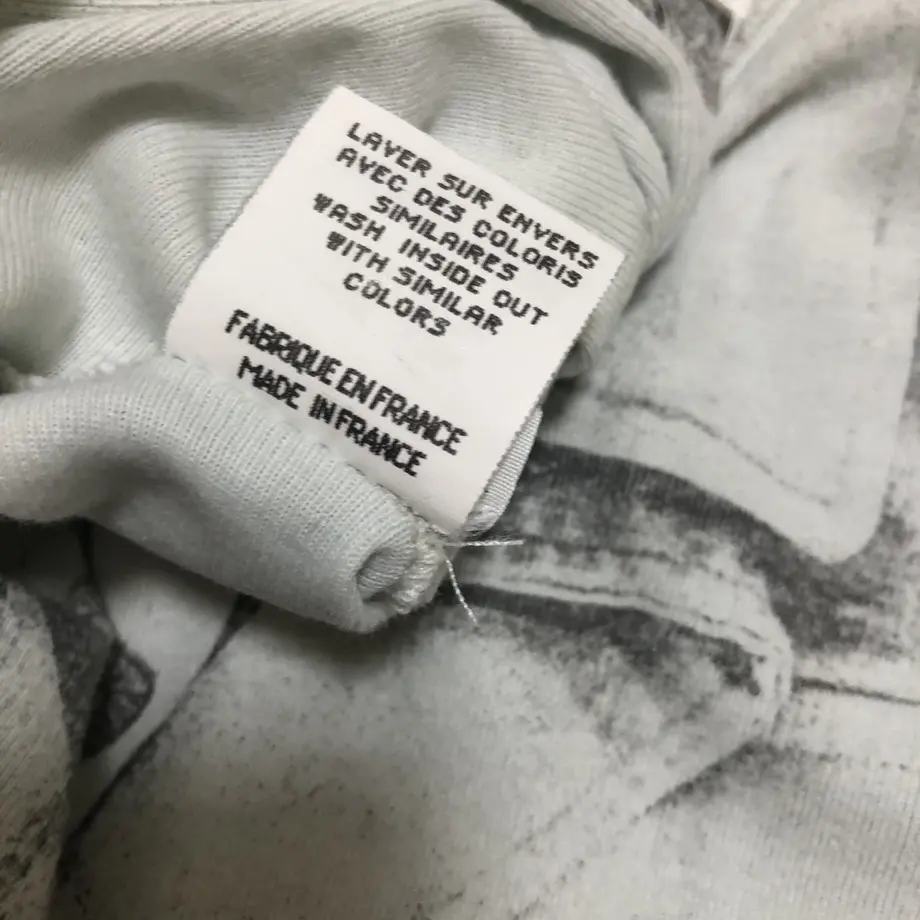 LAVER SUR ENVERS
AVEC DES COLORIS
SIMILAIRES
WASH INSIDE OUT
WITH SIMILAR
COLORS
FABRIQUE EN FRANCE
MADE IN FRANCE